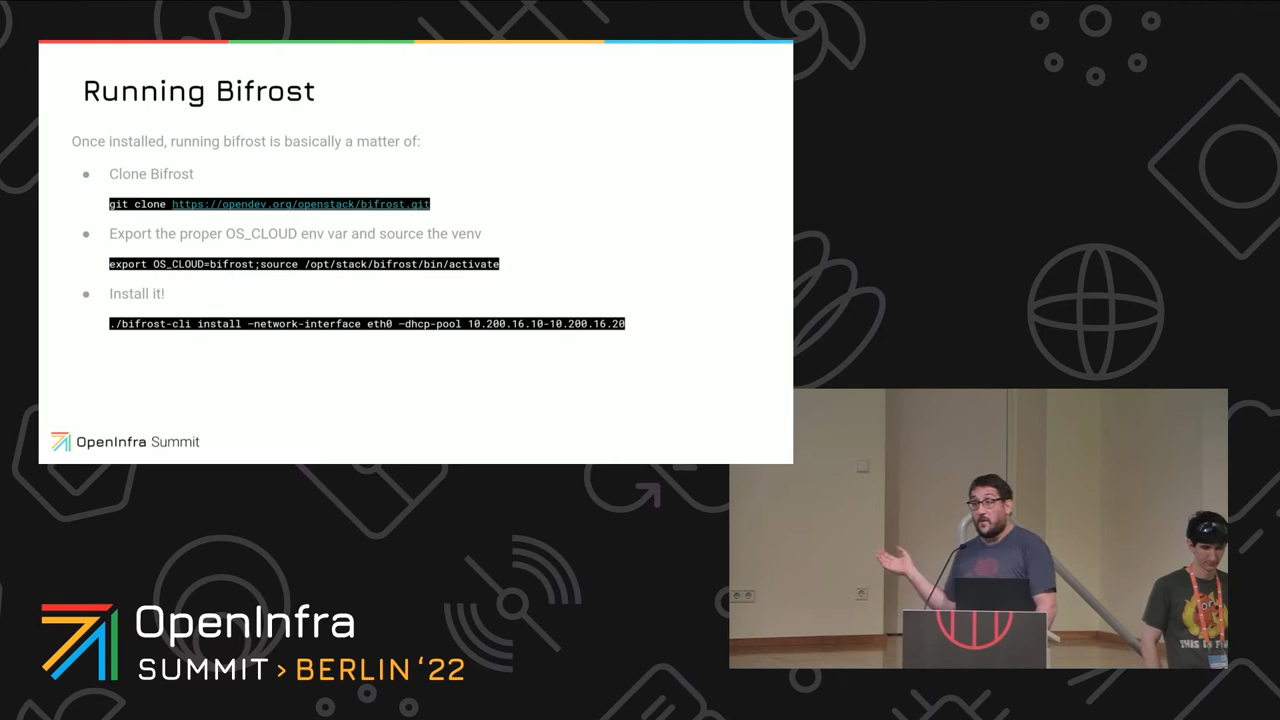 Running Bifrost
Once installed, running bifrost is basically a matter of:
● Clone Bifrost
git clone https://opendev.org/openstack/bifrost.git
● Export the proper OS_CLOUD env var and source the venv
export OS_CLOUD=bifrost;source /opt/stack/bifrost/bin/activate
● Install it!
./bifrost-cli install –network-interface eth0 –dhcp-pool 10.200.16.10-10.200.16.20
OpenInfra Summit
OpenInfra
SUMMIT > BERLIN ‘22
THIS IS